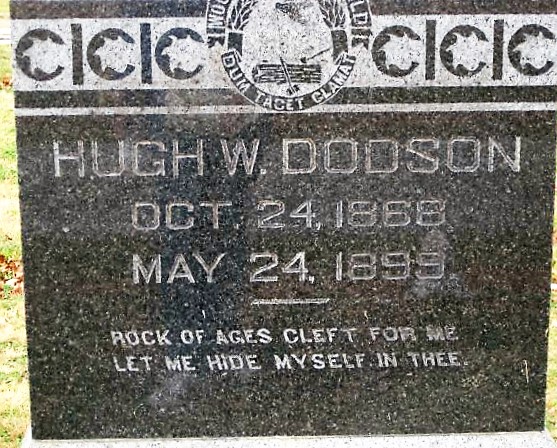 DUM TACET CLAMAT
HUGH W. DODSON
OCT. 24, 1868
MAY 24, 1899.
ROCK OF AGES CLEFT FOR ME
LET ME HIDE MYSELF IN THEE.